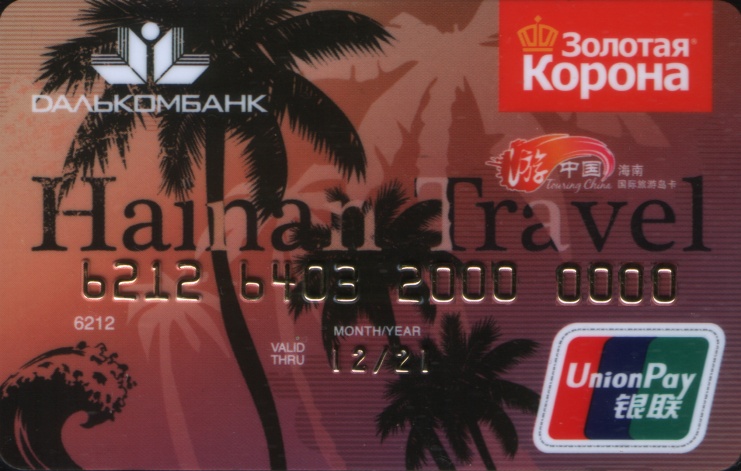 ДАЛЬКОМБАНК
Золотая®
Корона
游中国
Touring China
海南
国际旅游岛卡
Hainan Travel
6212 6403 2000 0000
6212
MONTH/YEAR
VALID
THRU
12/21
UnionPay
银联